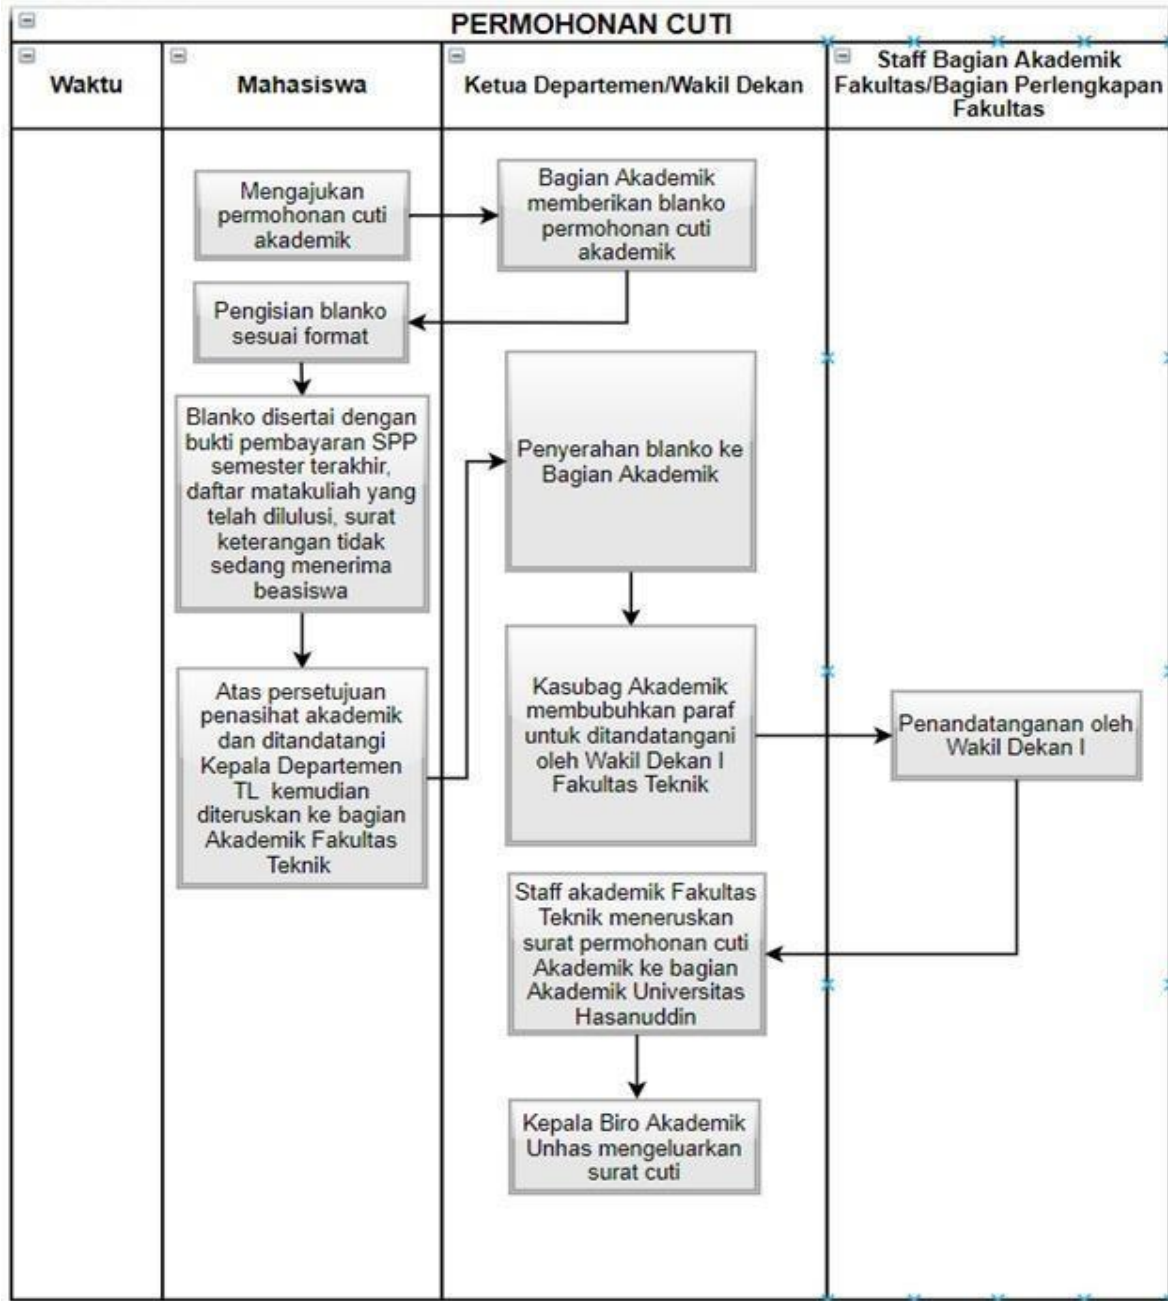 PERMOHONAN CUTI
Waktu
Mahasiswa
Ketua Departemen/Wakil Dekan
Staff Bagian Akademik
Fakultas/Bagian Perlengkapan
Fakultas
Mengajukan
permohonan cuti
akademik
Bagian Akademik
memberikan blanko
permohonan cuti
akademik
Pengisian blanko
sesuai format
Blanko disertai dengan
bukti pembayaran SPP
semester terakhir,
daftar matakuliah yang
telah dilulusi, surat
keterangan tidak
sedang menerima
beasiswa
Atas persetujuan
penasihat akademik
dan ditandatangi
Kepala Departemen
TL kemudian
diteruskan ke bagian
Akademik Fakultas
Teknik
Penyerahan blanko ke
Bagian Akademik
Kasubag Akademik
membubuhkan paraf
untuk ditandatangani
oleh Wakil Dekan I
Fakultas Teknik
Penandatanganan oleh
Wakil Dekan I
Staff akademik Fakultas
Teknik meneruskan
surat permohonan cuti
Akademik ke bagian
Akademik Universitas
Hasanuddin
Kepala Biro Akademik
Unhas mengeluarkan
surat cuti